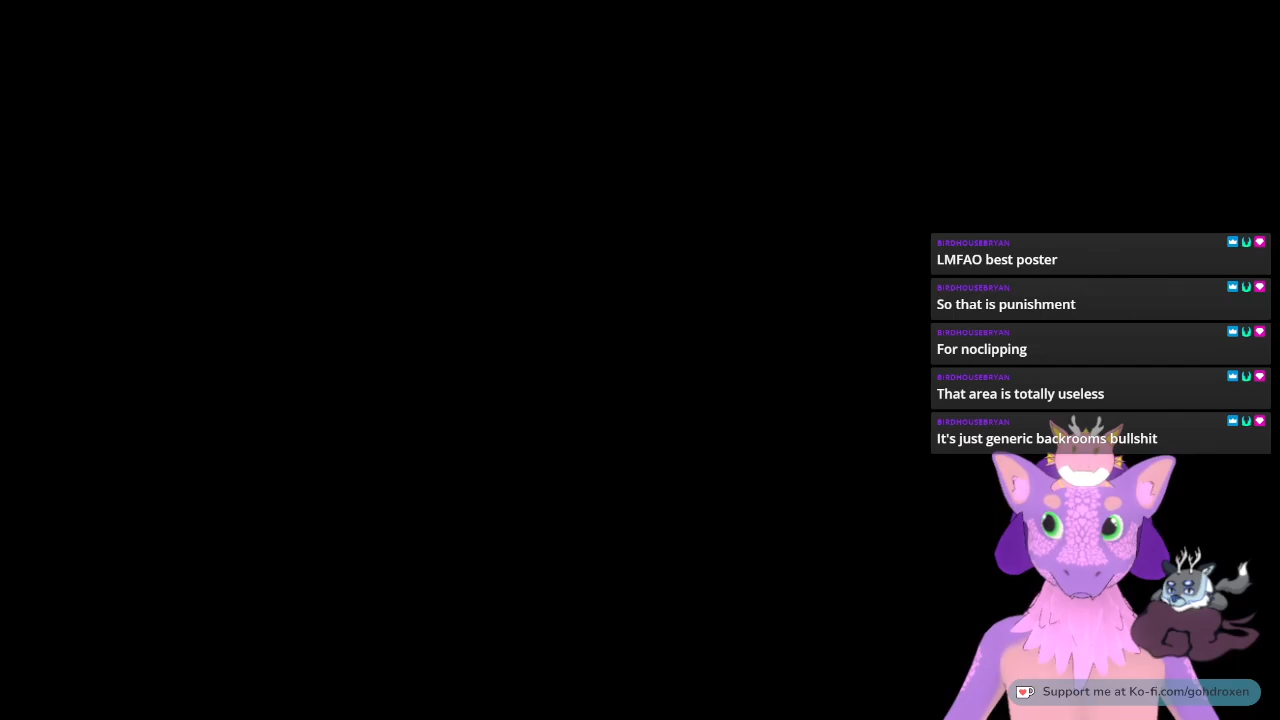 BIRDHOUSEBRYAN
LMFAO best poster
BIRDHOUSEBRYAN
So that is punishment
BIRDHOUSEBRYAN
For noclipping
BIRDHOUSEBRYAN
That area is totally useless
BIRDHOUSEBRYAN
It's just generic backrooms bullshit
Support me at Ko-fi.com/gohdroxen